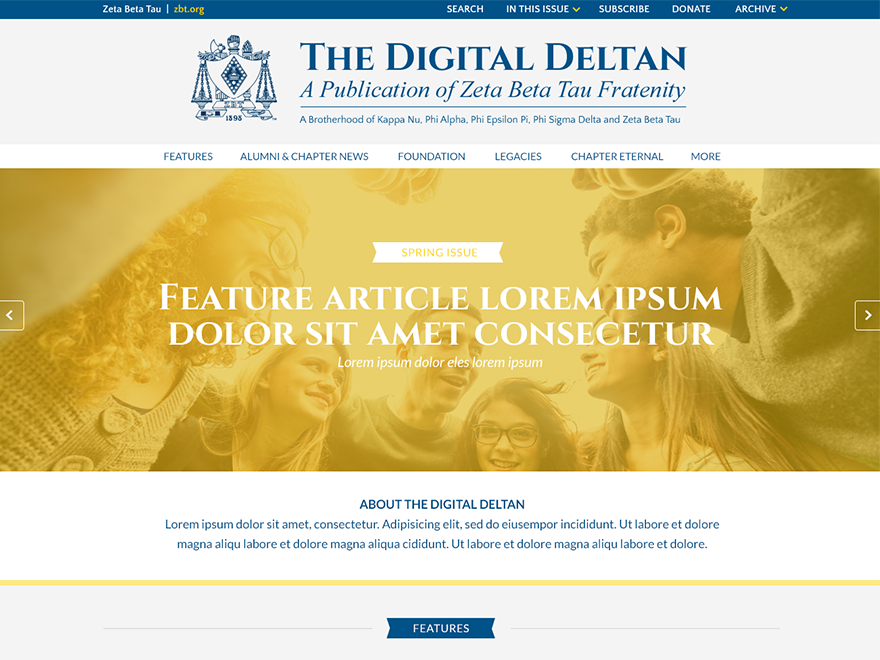 Zeta Beta Tau | zbt.org
SEARCH IN THIS ISSUE SUBSCRIBE DONATE ARCHIVE
THE DIGITAL DELTAN
A Publication of Zeta Beta Tau Fratenity
A Brotherhood of Kappa Nu, Phi Alpha, Phi Epsilon Pi, Phi Sigma Delta and Zeta Beta Tau
ZBT
1898
FEATURES ALUMNI & CHAPTER NEWS FOUNDATION LEGACIES CHAPTER ETERNAL MORE
SPRING ISSUE
FEATURE ARTICLE LOREM IPSUM
DOLOR SIT AMET CONSECETUR
Lorem ipsum dolor eles lorem ipsum
ABOUT THE DIGITAL DELTAN
Lorem ipsum dolor sit amet, consectetur. Adipisicing elit, sed do eiusempor incididunt. Ut labore et dolore
magna aliqu labore et dolore magna aliqua cididunt. Ut labore et dolore magna aliqu labore et dolore.
FEATURES